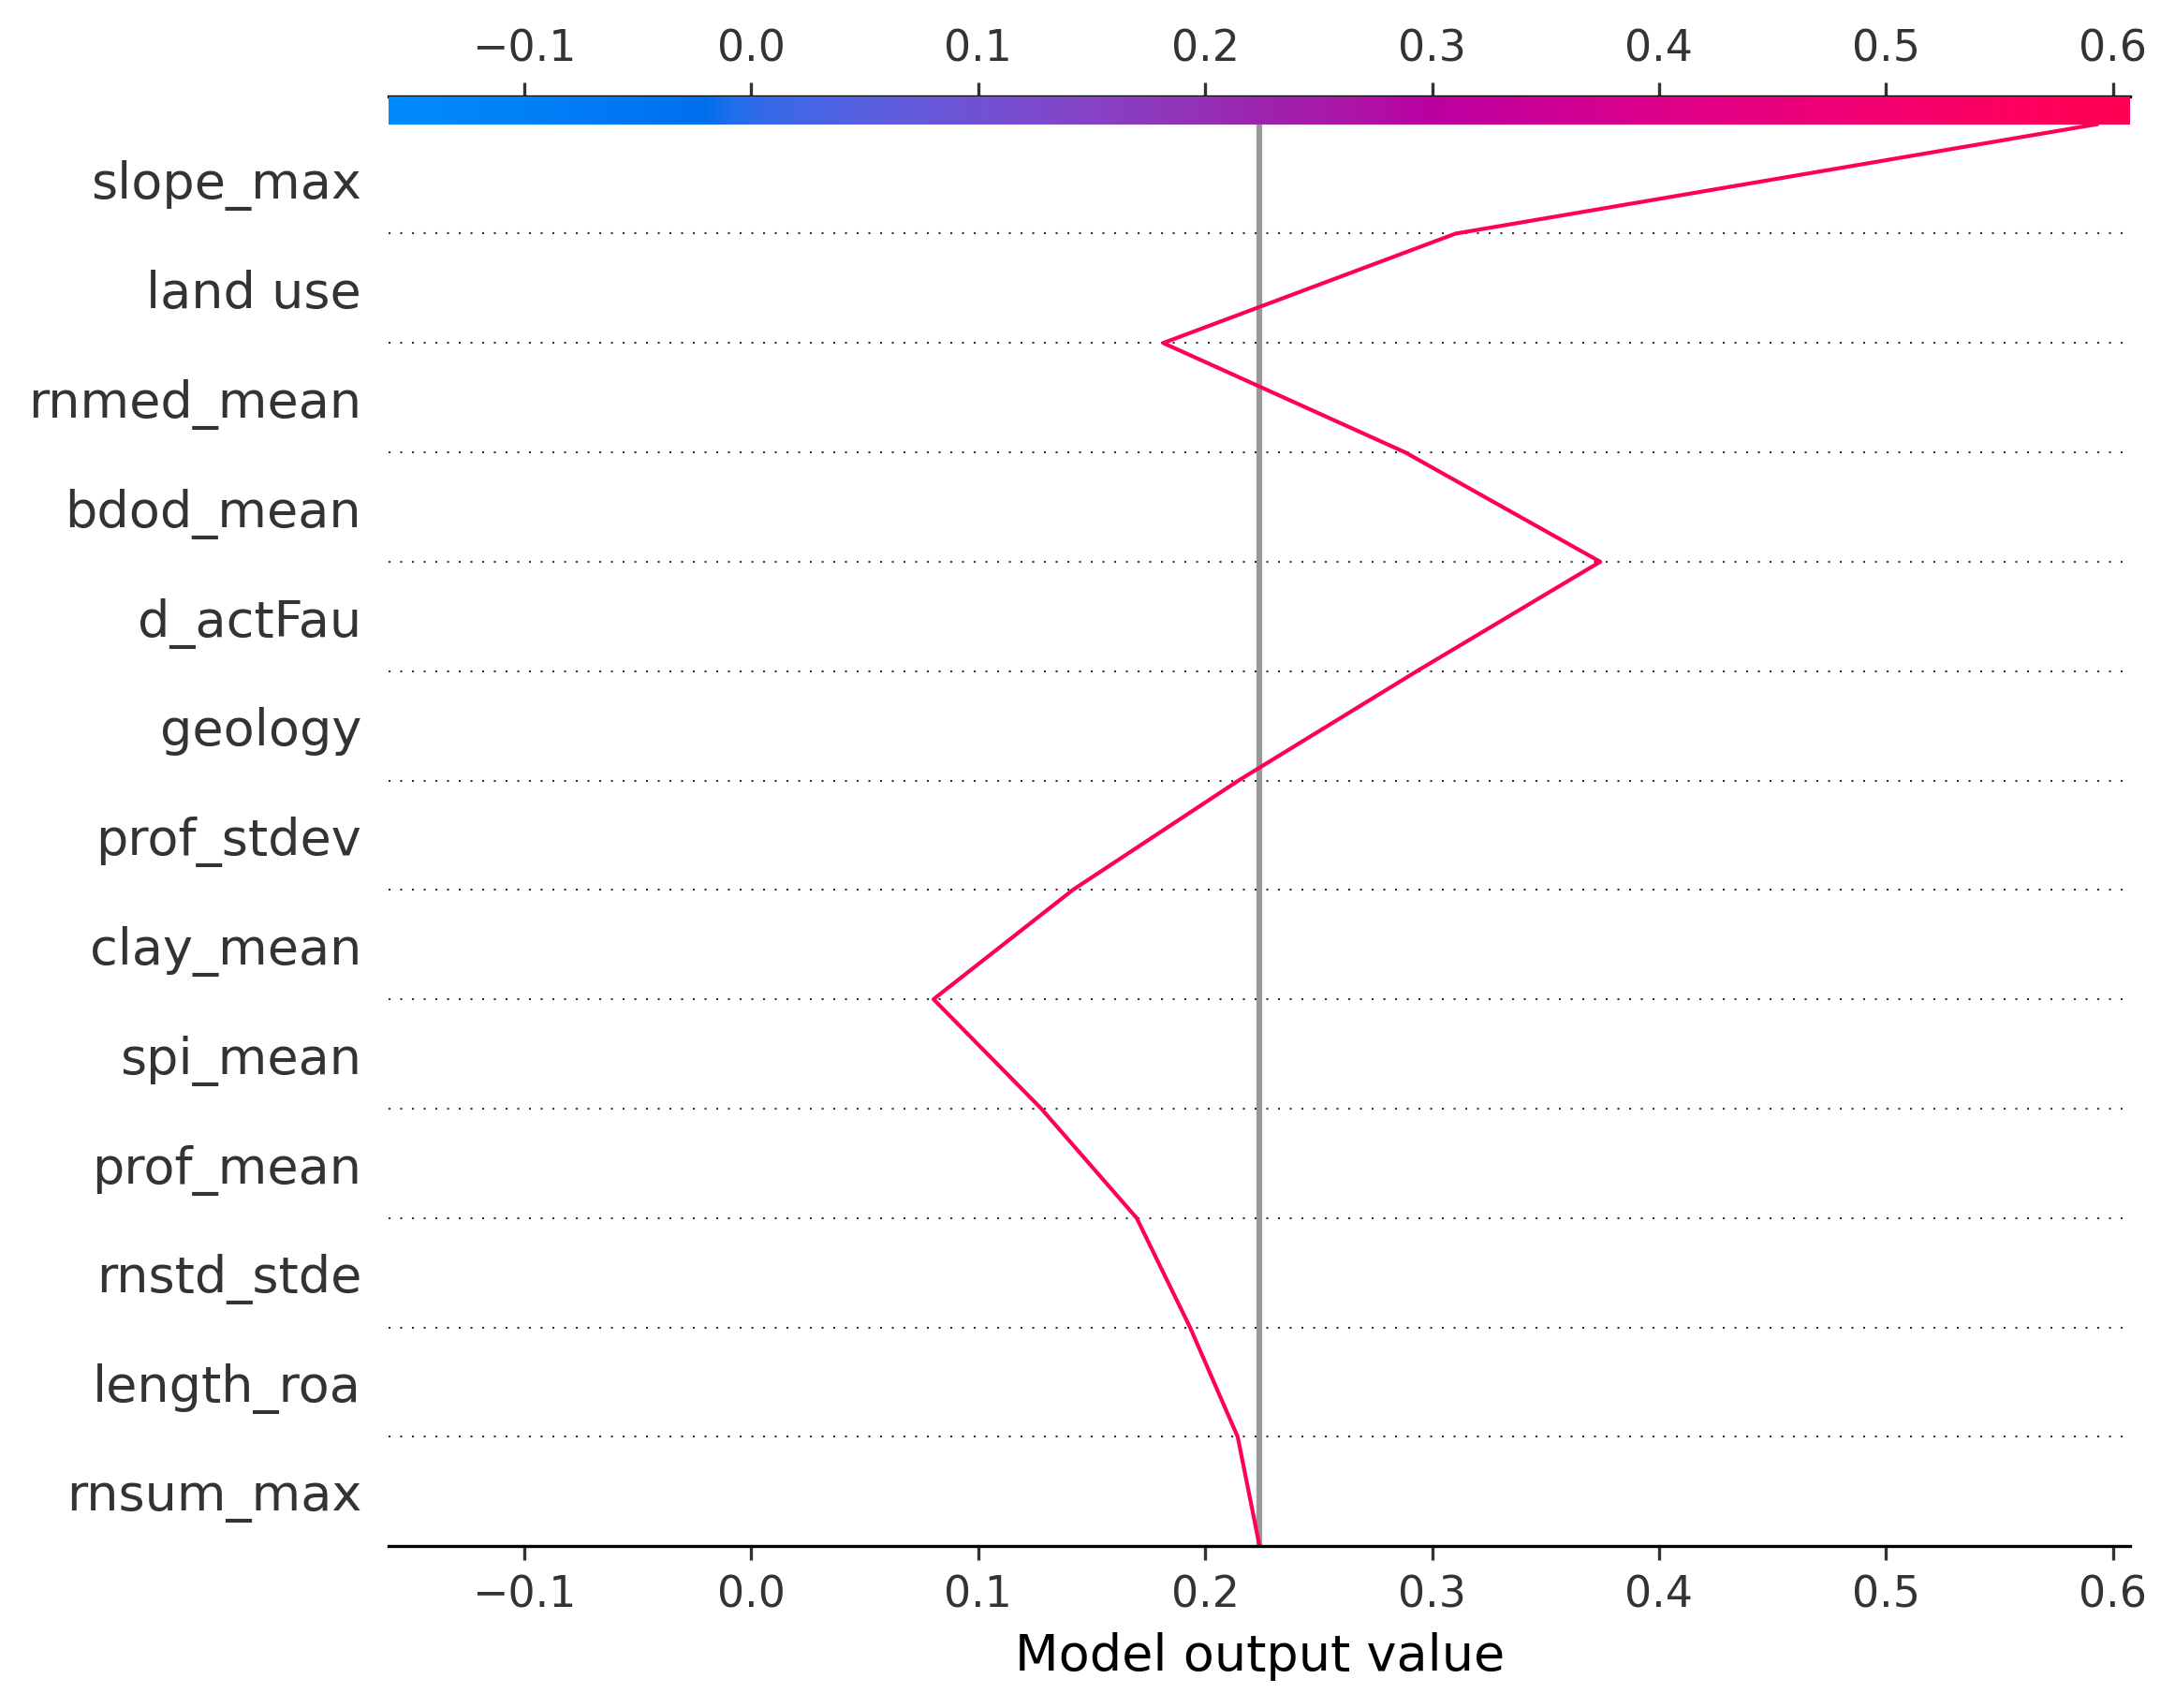 −0.1 0.0 0.1 0.2 0.3 0.4 0.5 0.6
slope_max
land use
rnmed_mean
bdod_mean
d_actFau
geology
prof_stdev
clay_mean
spi_mean
prof_mean
rnstd_stde
length_roa
rnsum_max
−0.1 0.0 0.1 0.2 0.3 0.4 0.5 0.6
Model output value